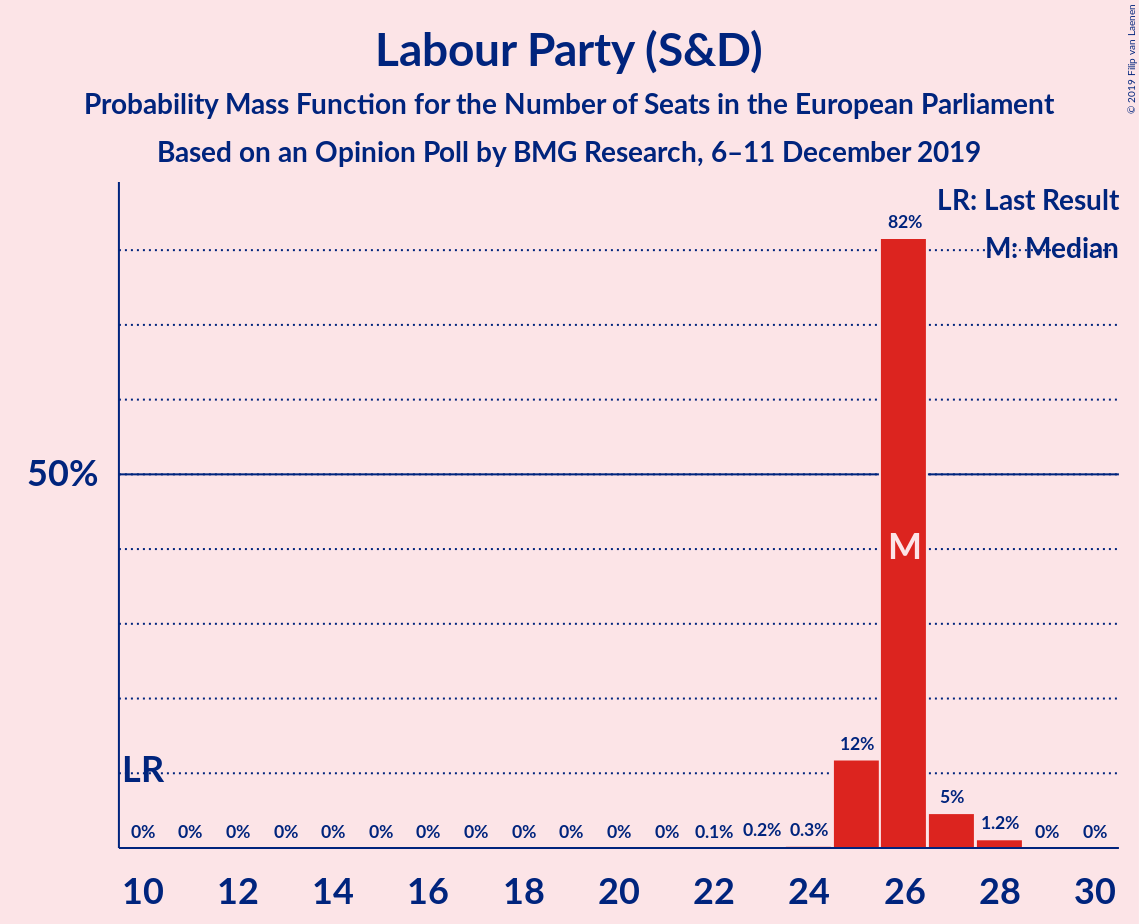 Labour Party (S&D)
Probability Mass Function for the Number of Seats in the European Parliament
Based on an Opinion Poll by BMG Research, 6–11 December 2019
© 2019 Filip van Laenen
LR: Last Result
M: Median
82%
50%
M
12%
LR
5%
0% 0% 0% 0% 0% 0% 0% 0% 0% 0% 0% 0% 0.1% 0.2% 0.3% 1.2% 0% 0%
10 12 14 16 18 20 22 24 26 28 30